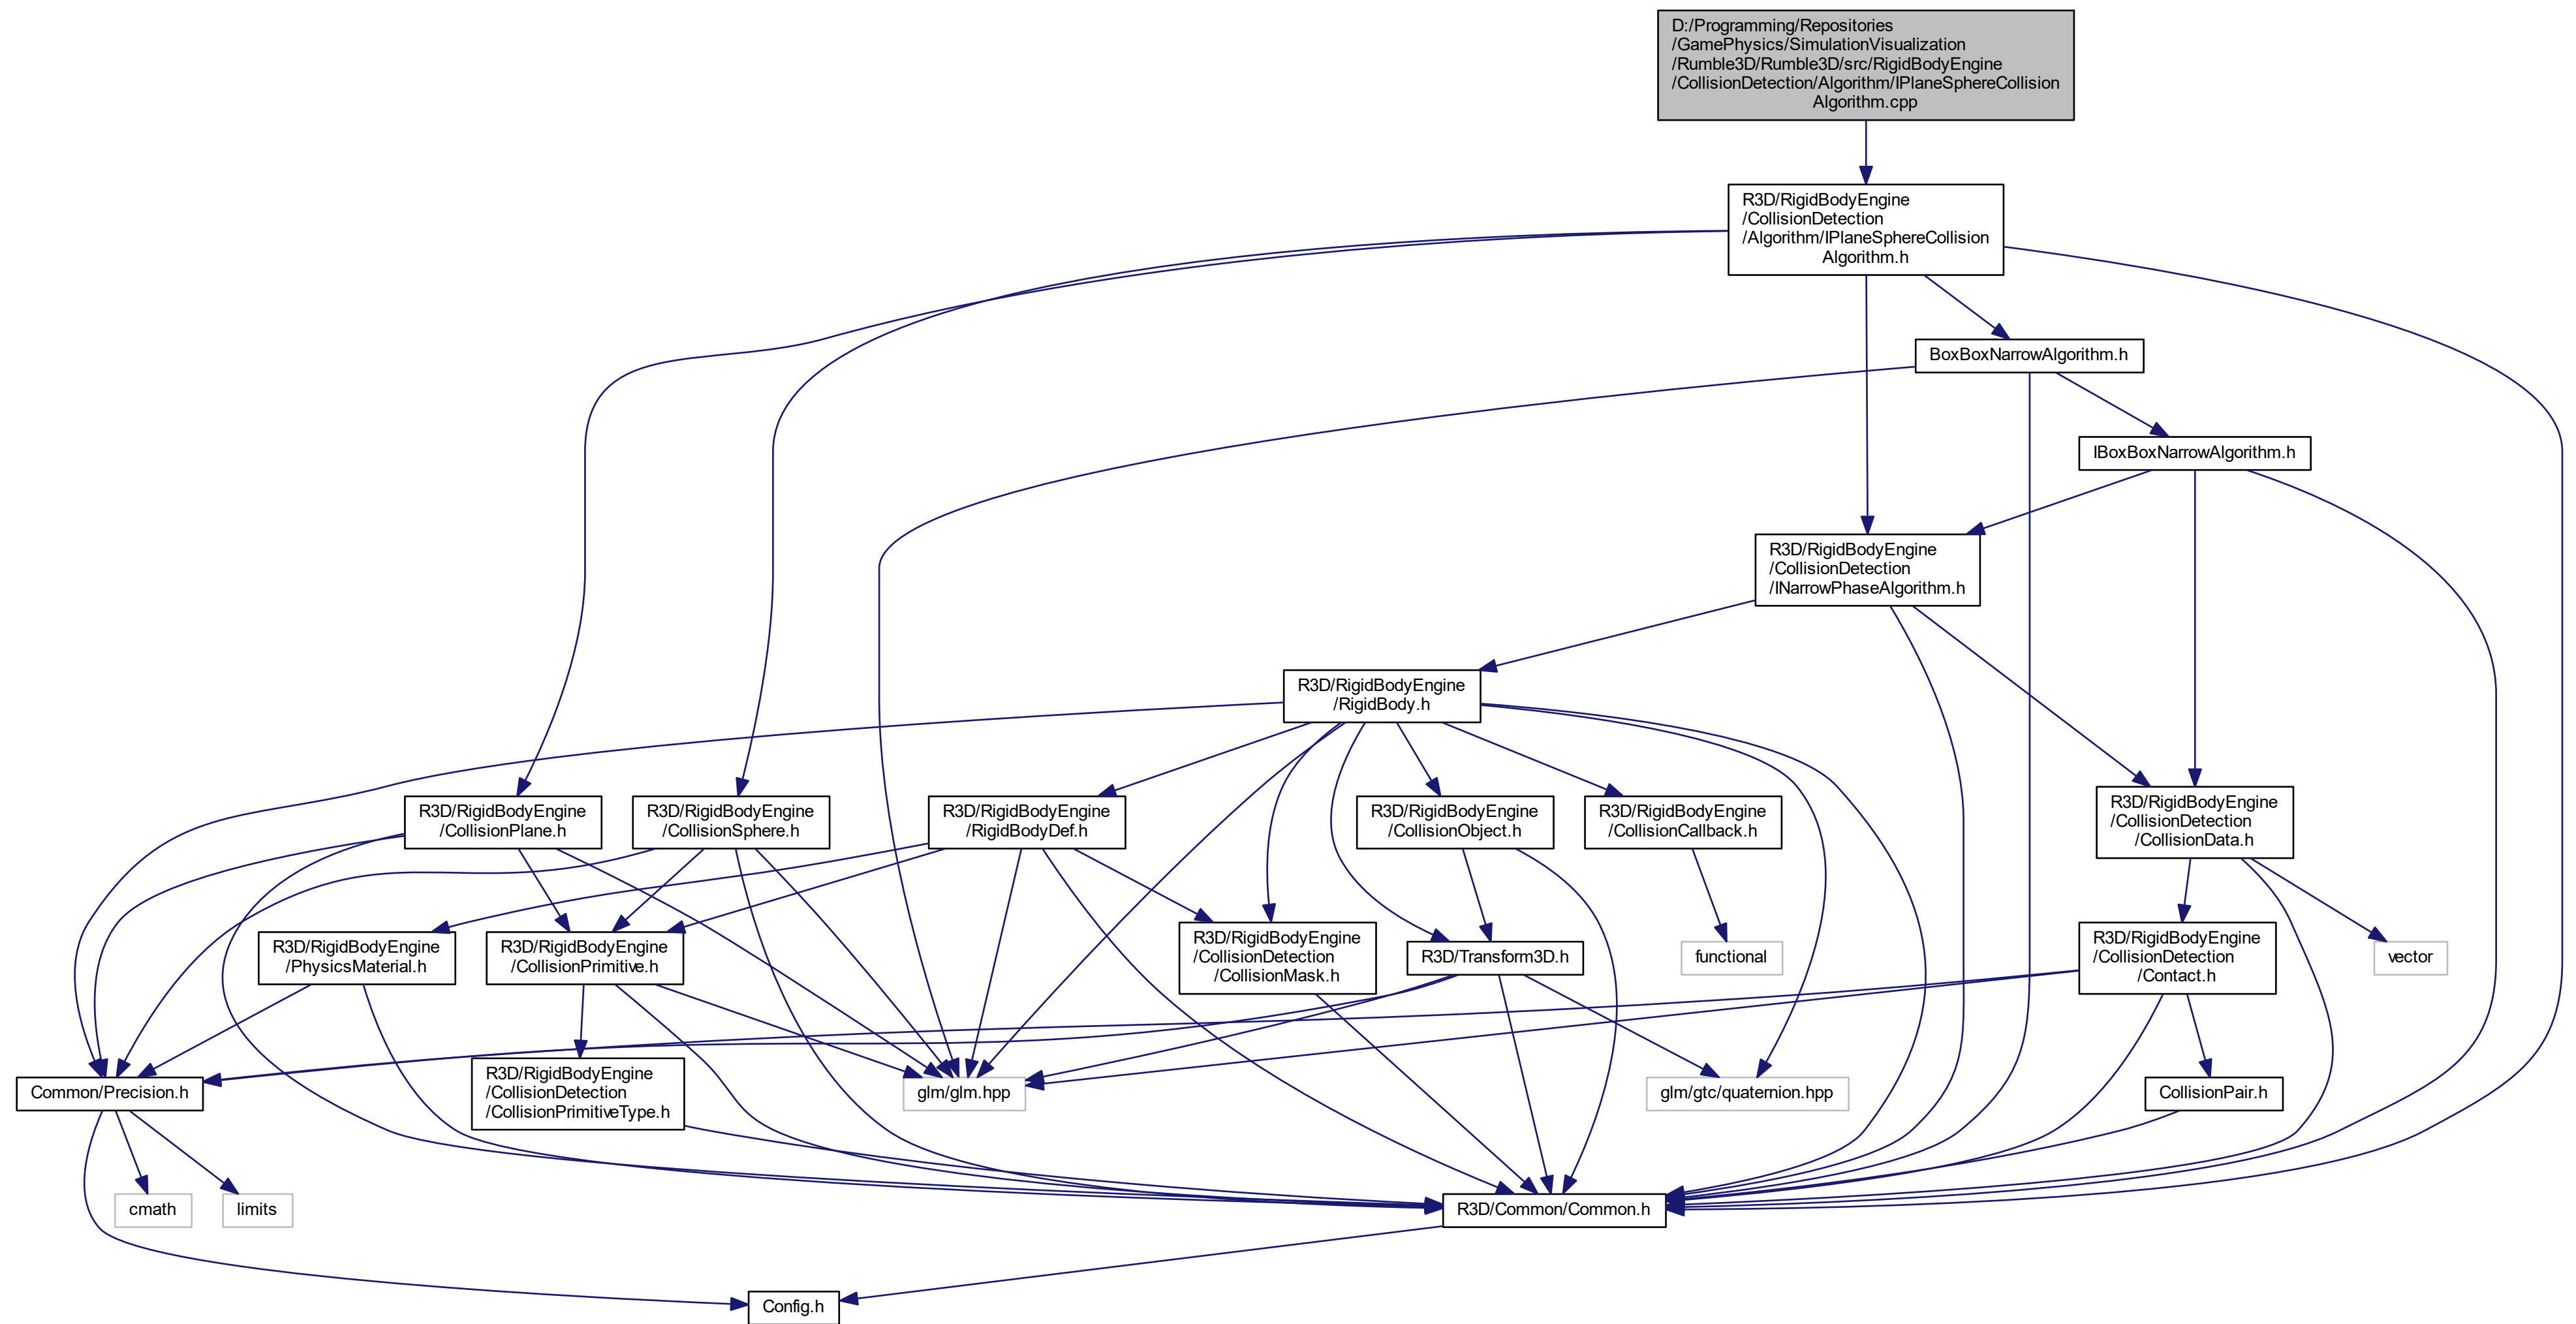 D:/Programming/Repositories
/GamePhysics/SimulationVisualization
/Rumble3D/Rumble3D/src/RigidBodyEngine
/CollisionDetection/Algorithm/IPlaneSphereCollision
Algorithm.cpp
R3D/RigidBodyEngine
/CollisionDetection
/Algorithm/IPlaneSphereCollision
Algorithm.h
BoxBoxNarrowAlgorithm.h
IBoxBoxNarrowAlgorithm.h
R3D/RigidBodyEngine
/CollisionDetection
/INarrowPhaseAlgorithm.h
R3D/RigidBodyEngine
/RigidBody.h
R3D/RigidBodyEngine
/CollisionPlane.h
R3D/RigidBodyEngine
/CollisionSphere.h
R3D/RigidBodyEngine
/RigidBodyDef.h
R3D/RigidBodyEngine
/CollisionObject.h
R3D/RigidBodyEngine
/CollisionCallback.h
R3D/RigidBodyEngine
/CollisionDetection
/CollisionData.h
R3D/RigidBodyEngine
/PhysicsMaterial.h
R3D/RigidBodyEngine
/CollisionPrimitive.h
R3D/RigidBodyEngine
/CollisionDetection
/CollisionMask.h
R3D/Transform3D.h
functional
R3D/RigidBodyEngine
/CollisionDetection
/Contact.h
vector
Common/Precision.h
R3D/RigidBodyEngine
/CollisionDetection
/CollisionPrimitiveType.h
glm/glm.hpp
glm/gtc/quaternion.hpp
CollisionPair.h
cmath
limits
R3D/Common/Common.h
Config.h